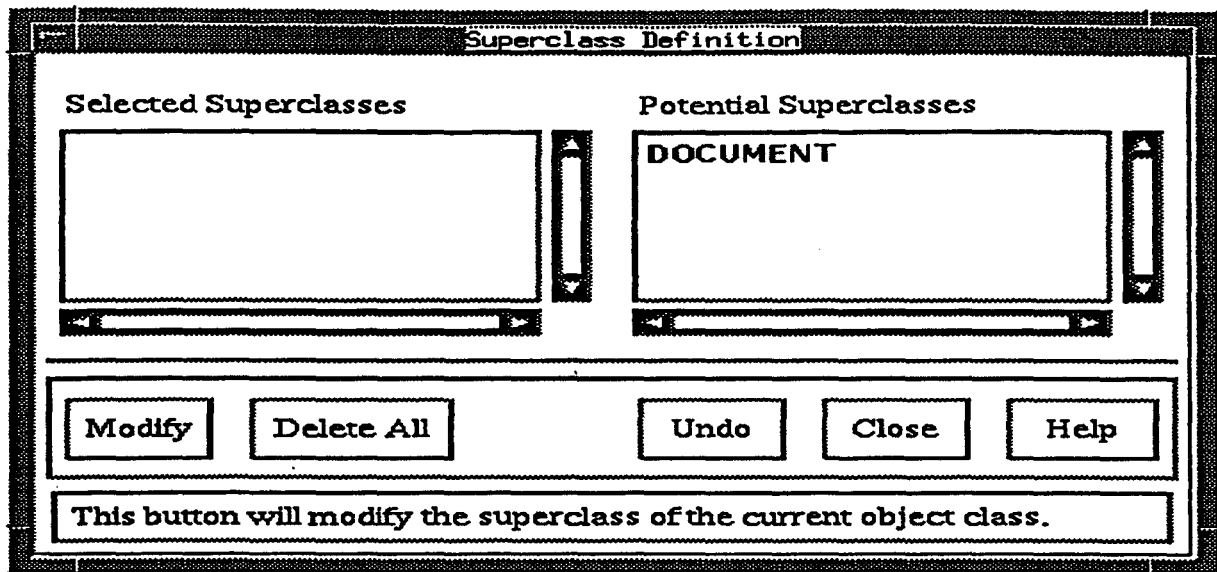 Superclass Definition
Selected Superclasses
Potential Superclasses
DOCUMENT
Modify
Delete All
Undo
Close
Help
This button will modify the superclass of the current object class.